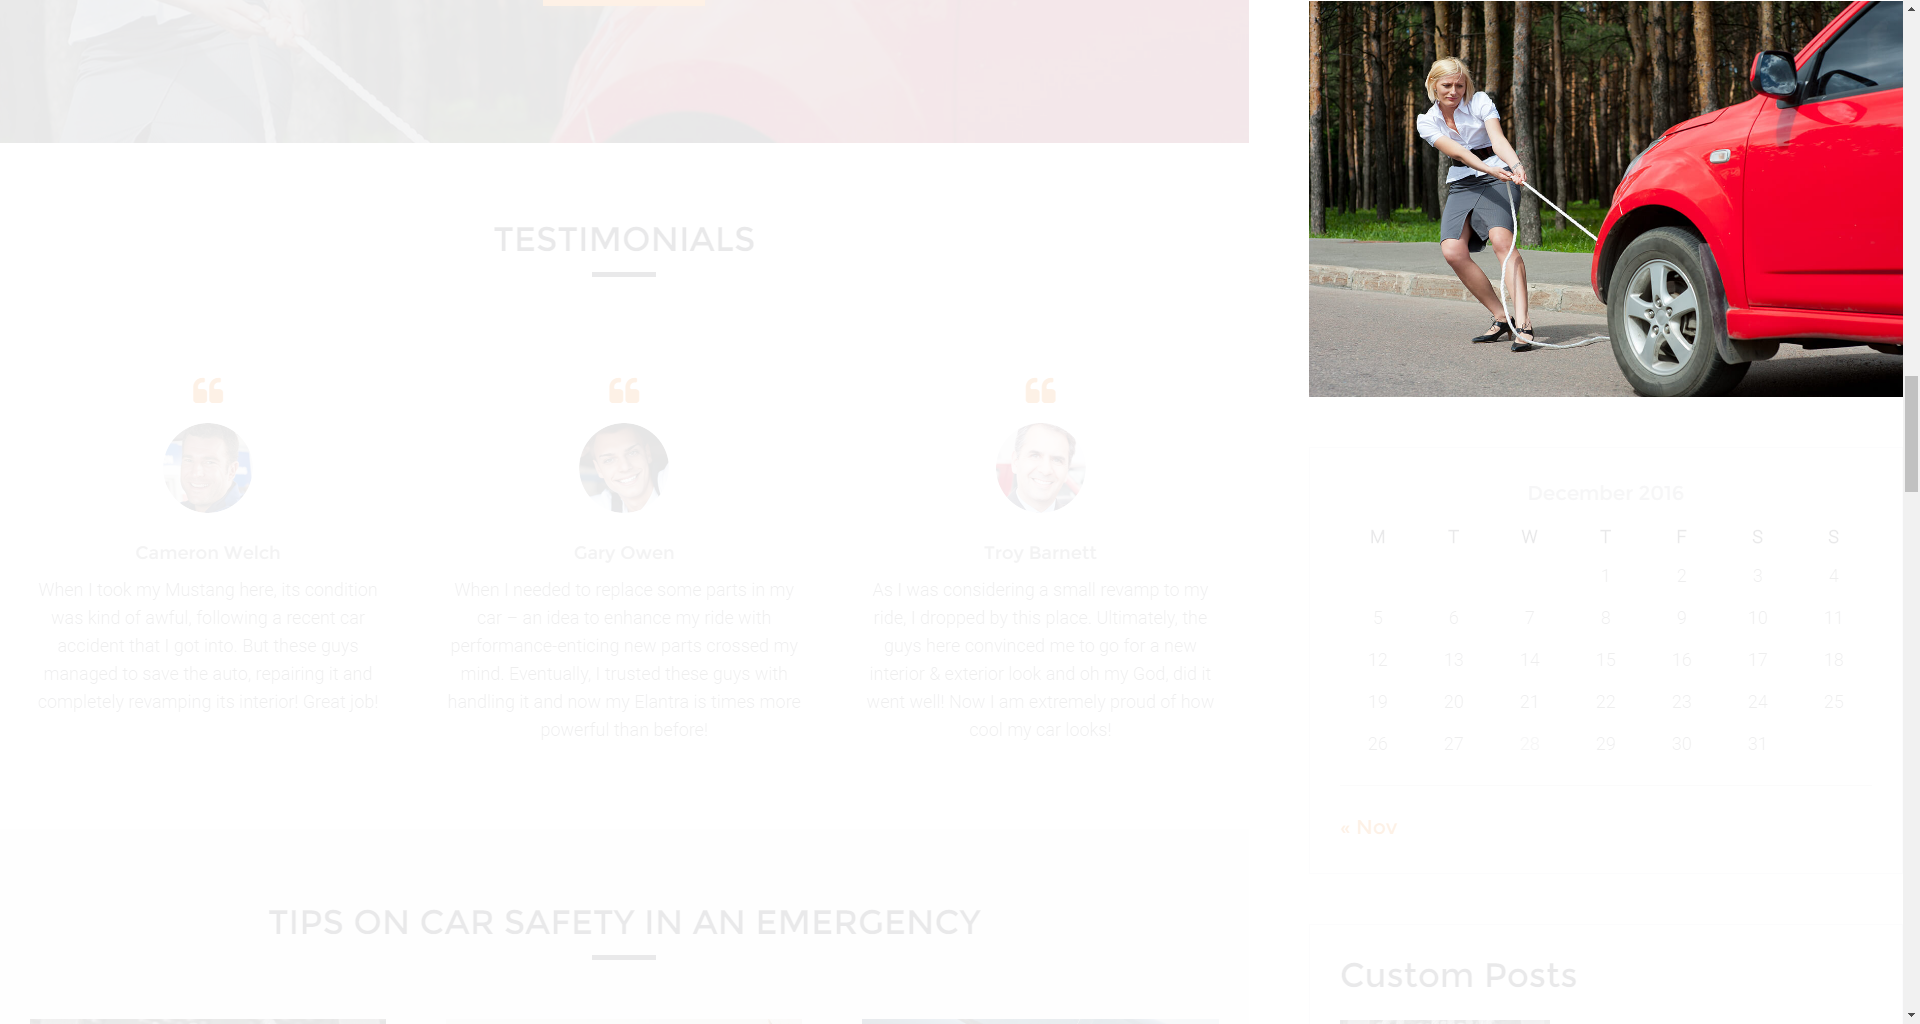 TESTIMONIALS
Cameron Welch
When I took my Mustang here, its condition
was kind of awful, following a recent car
accident that I got into. But these guys
managed to save the auto, repairing it and
completely revamping its interior! Great job!
Gary Owen
When I needed to replace some parts in my
car – an idea to enhance my ride with
performance-enticing new parts crossed my
mind. Eventually, I trusted these guys with
handling it and now my Elantra is times more
powerful than before!
Troy Barnett
As I was considering a small revamp to my
ride, I dropped by this place. Ultimately, the
guys here convinced me to go for a new
interior & exterior look and oh my God, did it
went well! Now I am extremely proud of how
cool my car looks!
TIPS ON CAR SAFETY IN AN EMERGENCY
December 2016
M T W T F S S
1 2 3 4
5 6 7 8 9 10 11
12 13 14 15 16 17 18
19 20 21 22 23 24 25
26 27 28 29 30 31
« Nov
Custom Posts